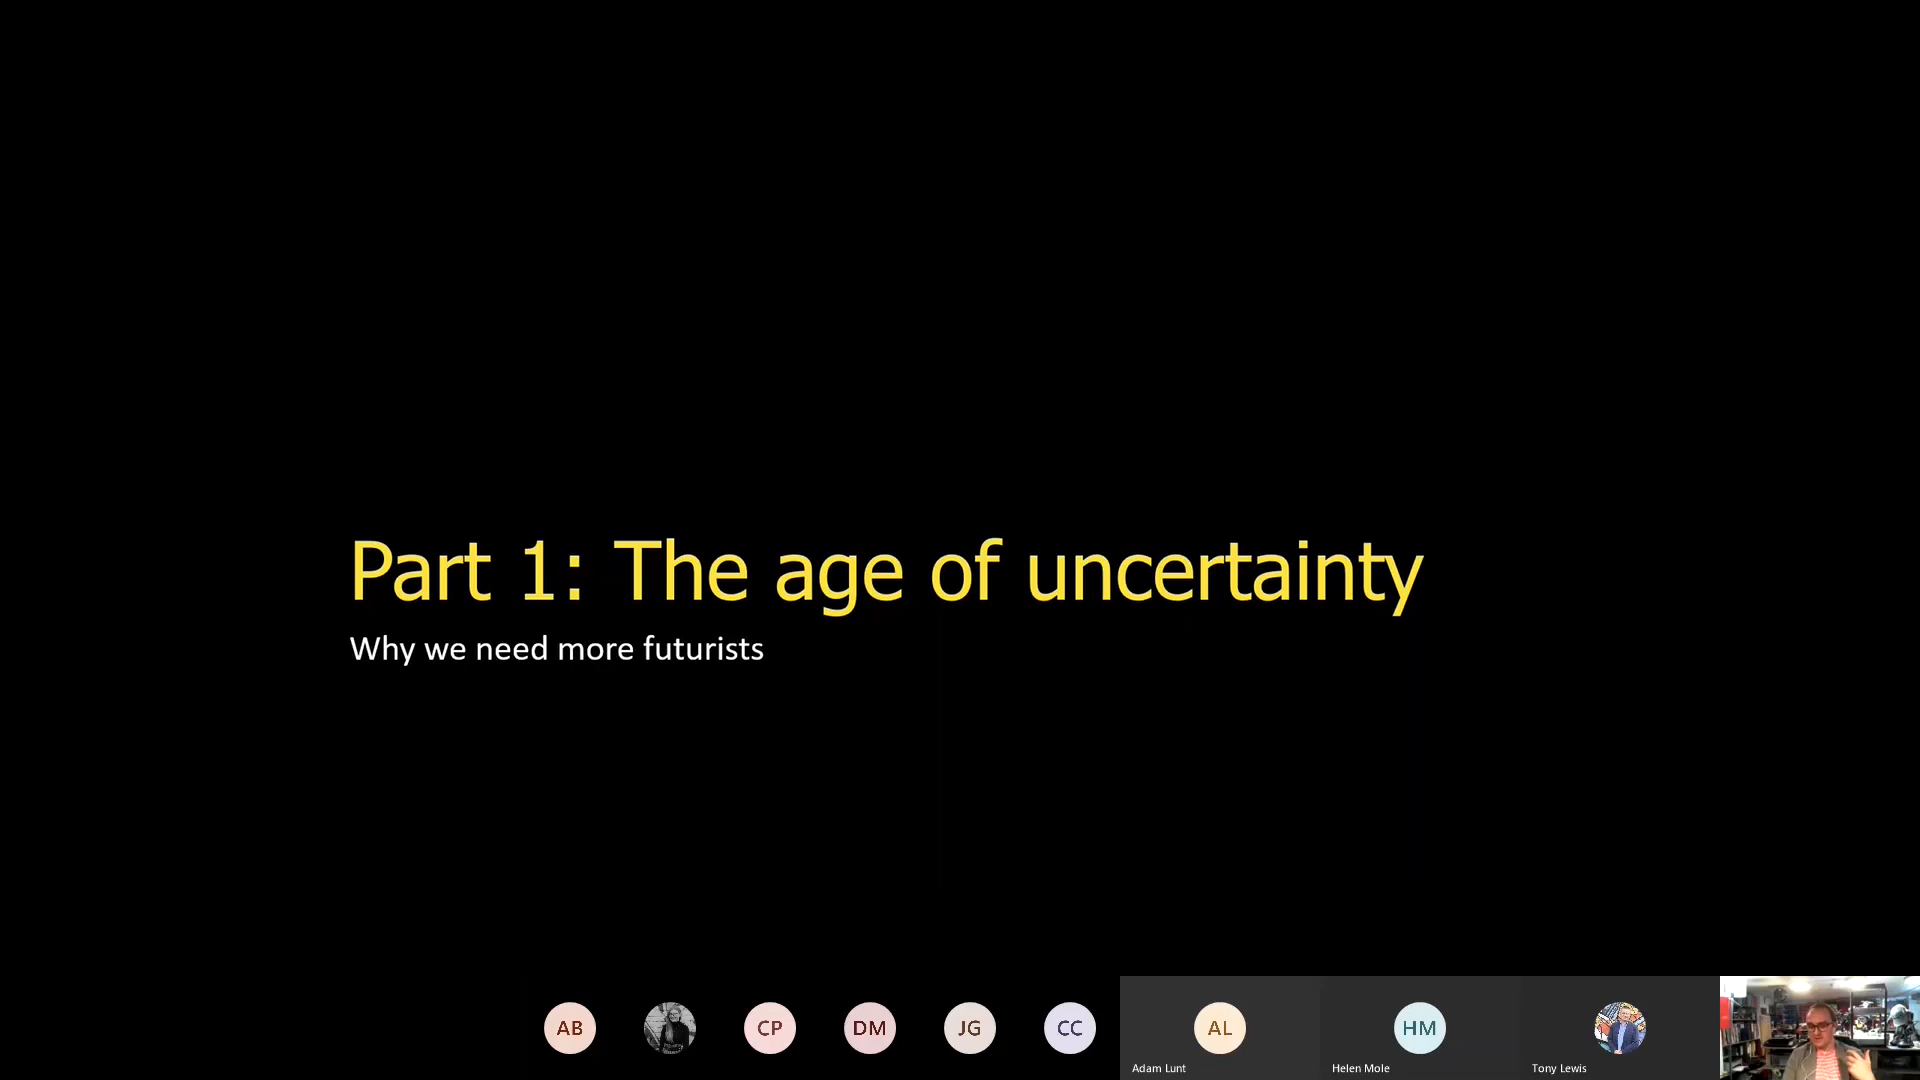 Part 1: The age of uncertainty
Why we need more futurists
AB
CP
DM
JG
CC
AL
HM
Adam Lunt
Helen Mole
Tony Lewis